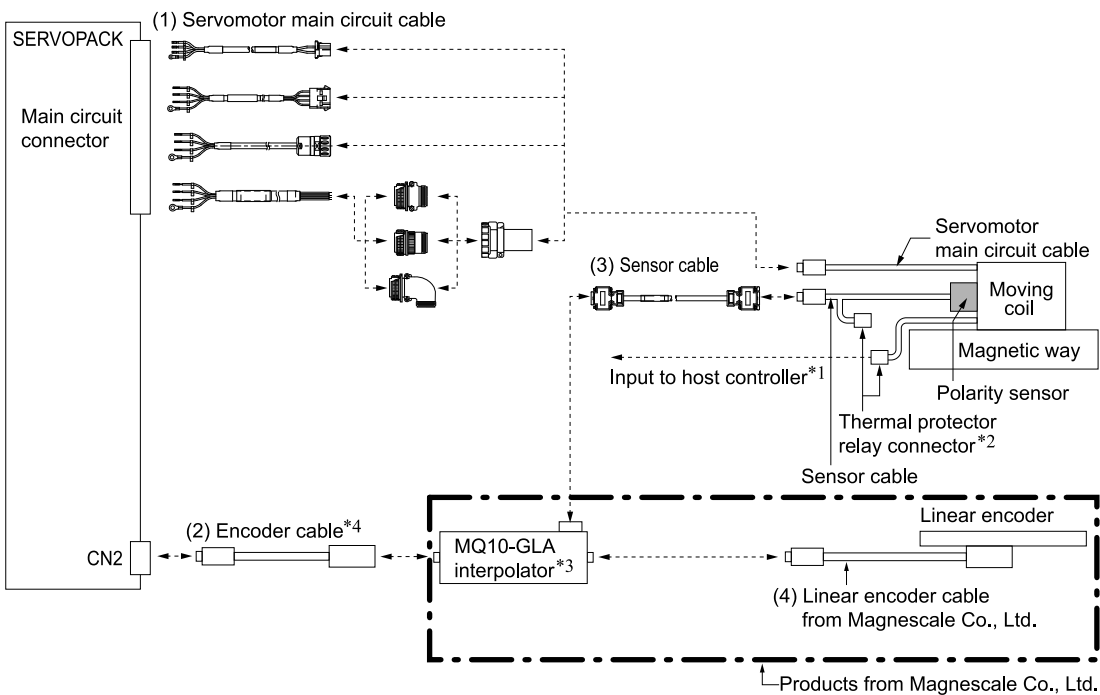 (1) Servomotor main circuit cable
SERVOPACK
Main circuit
connector
Servomotor
main circuit cable
(3) Sensor cable
Moving
coil
Magnetic way
Input to host controller*1
Polarity sensor
Thermal protector
relay connector*2
Sensor cable
Linear encoder
(2) Encoder cable*4
CN2
MQ10-GLA
interpolator*3
(4) Linear encoder cable
from Magnescale Co., Ltd.
Products from Magnescale Co., Ltd.